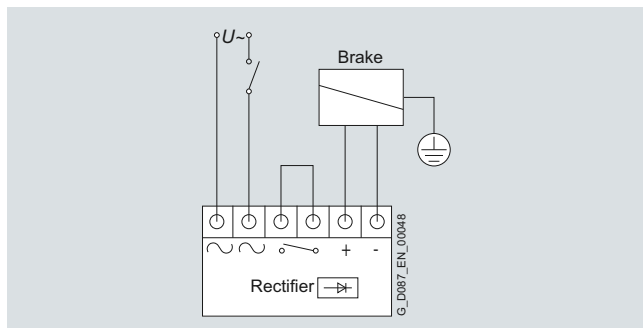 U~
Brake
+ -
Rectifier
G_D087_EN_00048